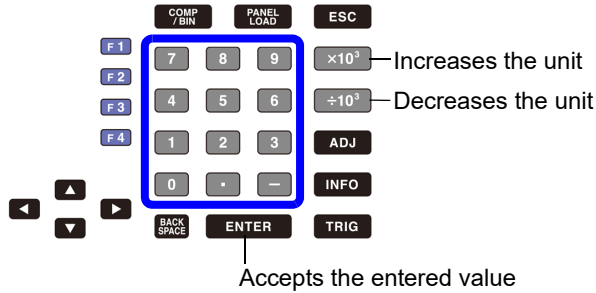 COMP
/ BIN
PANEL
LOAD
ESC
F 1
7
8
9
×10³
Increases the unit
F 2
F 3
4
5
6
÷10³
Decreases the unit
F 4
1
2
3
ADJ
0
.
−
INFO
BACK
SPACE
ENTER
TRIG
Accepts the entered value